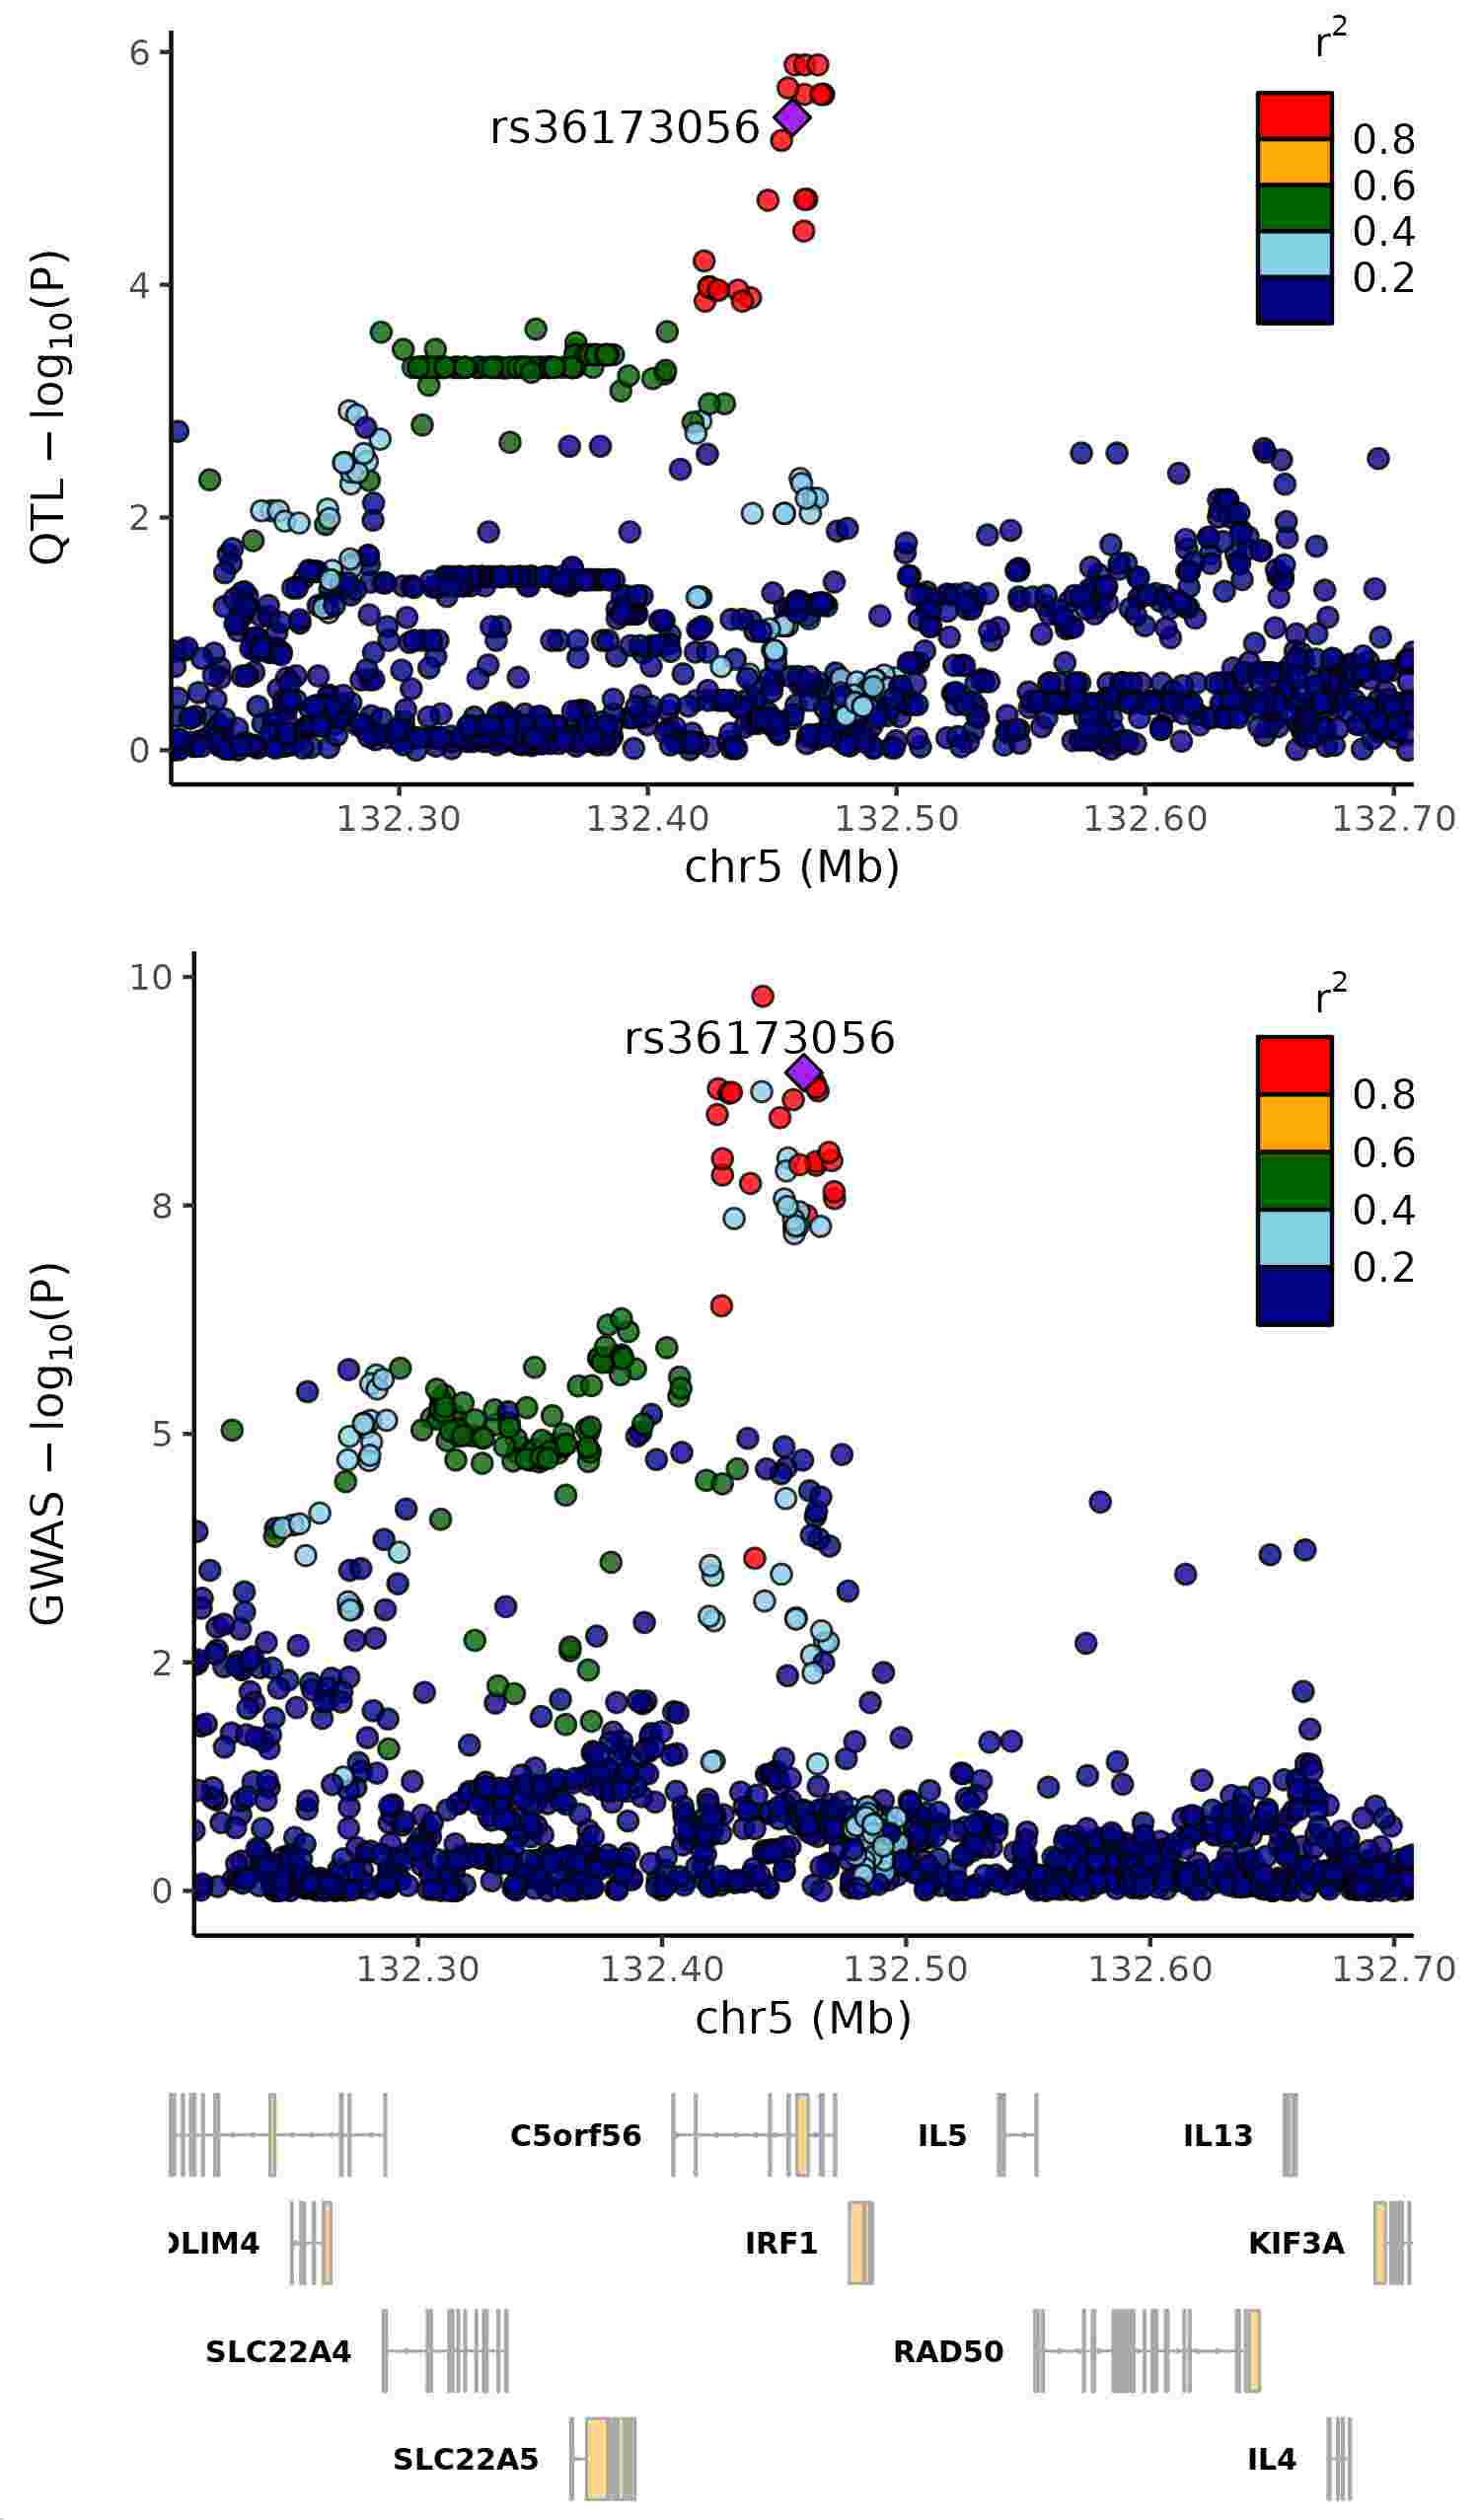 r2
6
4
2
0
QTL −log10(P)
rs36173056
0.8
0.6
0.4
0.2
132.30 132.40 132.50 132.60 132.70
chr5 (Mb)
r2
10
8
5
2
0
GWAS −log10(P)
rs36173056
0.8
0.6
0.4
0.2
132.30 132.40 132.50 132.60 132.70
chr5 (Mb)
C5orf56 IL5 IL13
DLIM4 IRF1 KIF3A
SLC22A4 RAD50
SLC22A5 IL4